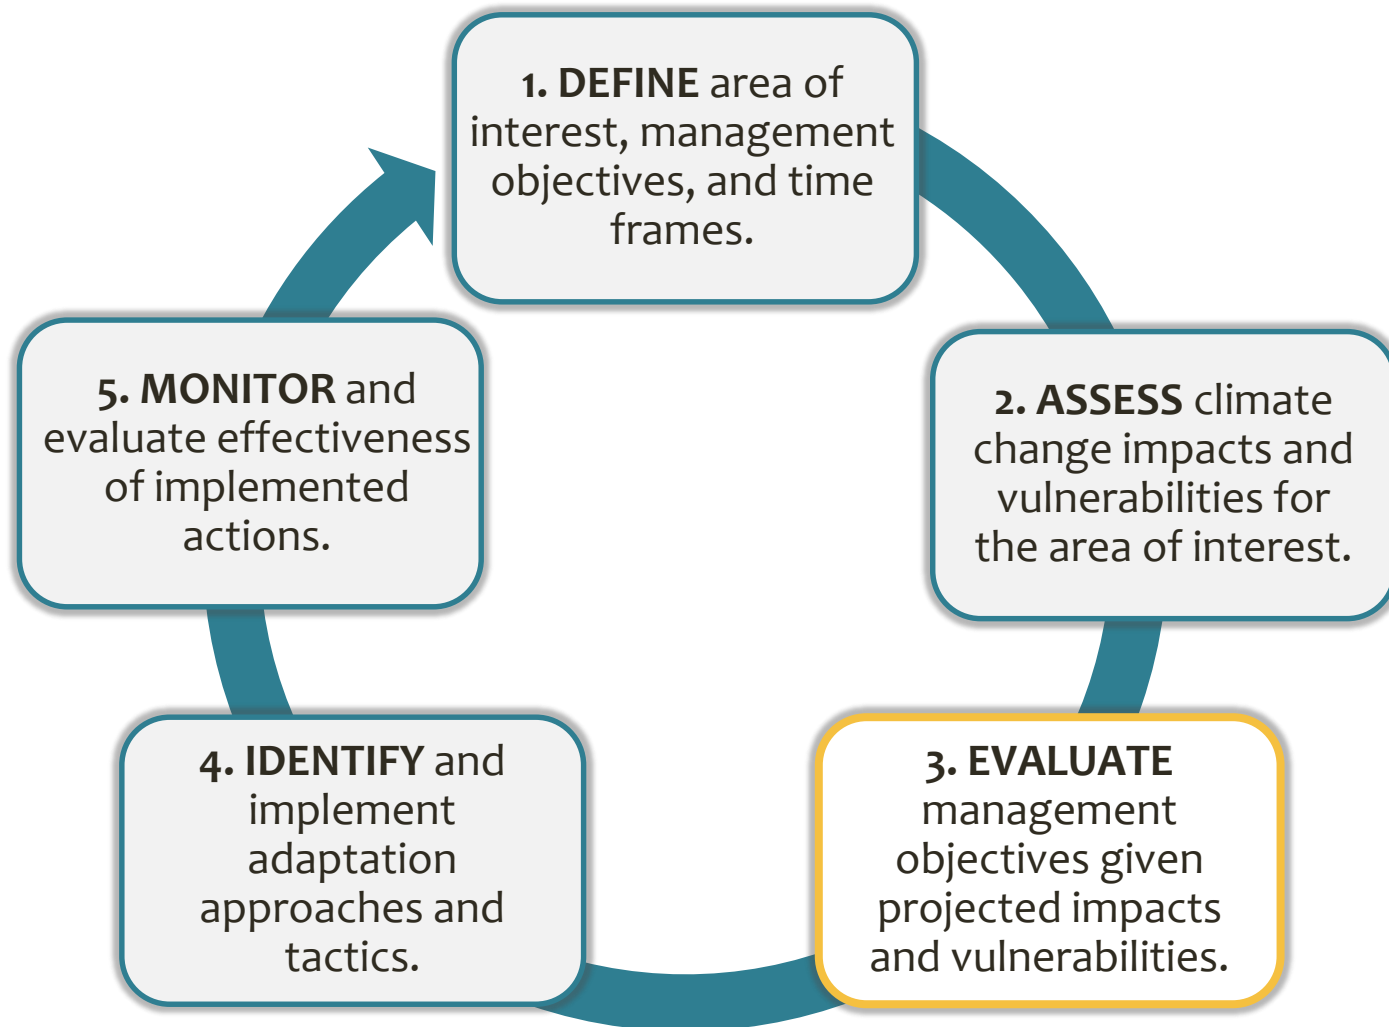 1. DEFINE area of
interest, management
objectives, and time
frames.
2. ASSESS climate
change impacts and
vulnerabilities for
the area of interest.
3. EVALUATE
management
objectives given
projected impacts
and vulnerabilities.
4. IDENTIFY and
implement
adaptation
approaches and
tactics.
5. MONITOR and
evaluate effectiveness
of implemented
actions.